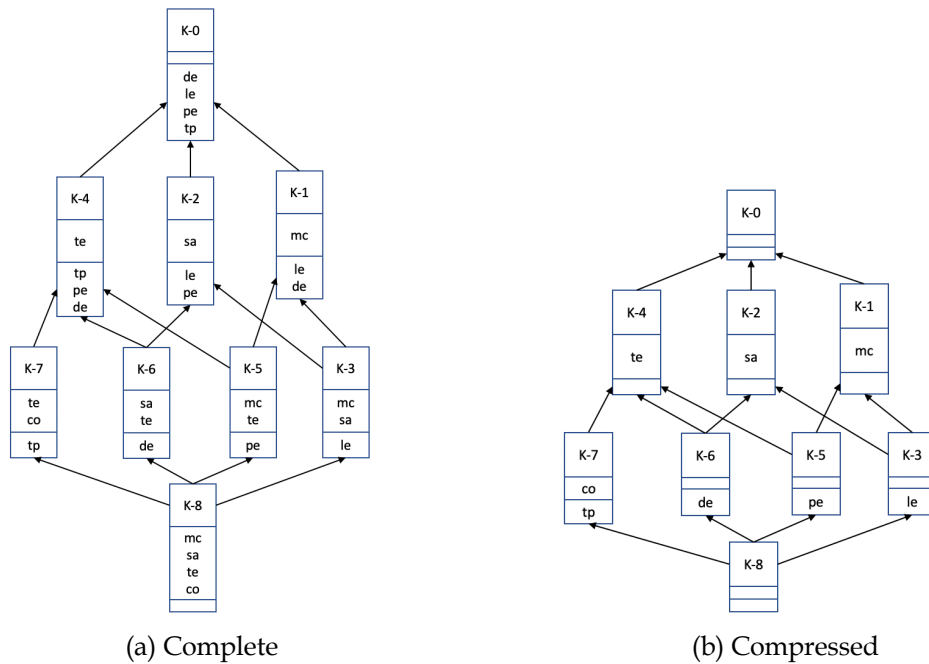 K-0
de
le
pe
tp
K-4
te
tp
pe
de
K-2
sa
le
pe
K-1
mc
le
de
K-7
te
co
tp
K-6
sa
te
de
K-5
mc
te
pe
K-3
mc
sa
le
K-8
mc
sa
te
co
(a) Complete
K-0
K-4
te
K-2
sa
K-1
mc
K-7
co
tp
K-6
de
K-5
pe
K-3
le
K-8
(b) Compressed